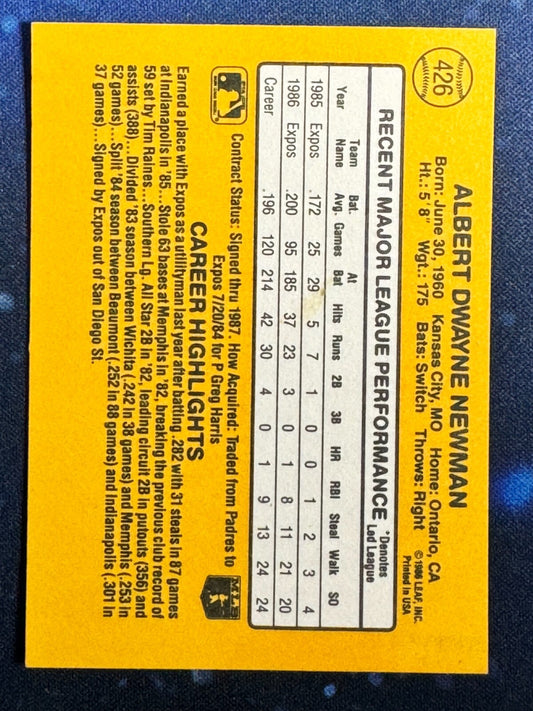 426
ALBERT DWAYNE NEWMAN
Born: June 30, 1960 Kansas City, MO Home: Ontario, CA
Ht.: 5' 8" Wgt.: 175 Bats: Switch Throws: Right
© 1986 LEAF, INC.
Printed in USA
RECENT MAJOR LEAGUE PERFORMANCE *Denotes Led League
Year Team Name Bat. Avg. Games At Bat Hits Runs 2B 3B HR RBI Steal Walk SO
1985 Expos .172 25 29 5 7 1 0 0 1 2 3 4
1986 Expos .200 95 185 37 23 3 0 1 8 11 21 20
Career .196 120 214 42 30 4 0 1 9 13 24 24
Contract Status: Signed thru 1987. How Acquired: Traded from Padres to
Expos 7/20/84 for P Greg Harris
MLB
CAREER HIGHLIGHTS
Earned a place with Expos as a utilityman last year after batting .282 with 31 steals in 87 games
at Indianapolis in '85...Stole 63 bases at Memphis in '82, breaking the previous club record of
59 set by Tim Raines...Southern Lg. All Star 2B in '82, leading circuit 2B in putouts (356) and
assists (388)...Divided '83 season between Wichita (.242 in 38 games) and Memphis (.253 in
52 games)...Split '84 season between Beaumont (.252 in 88 games) and Indianapolis (.301 in
37 games)...Signed by Expos out of San Diego St.